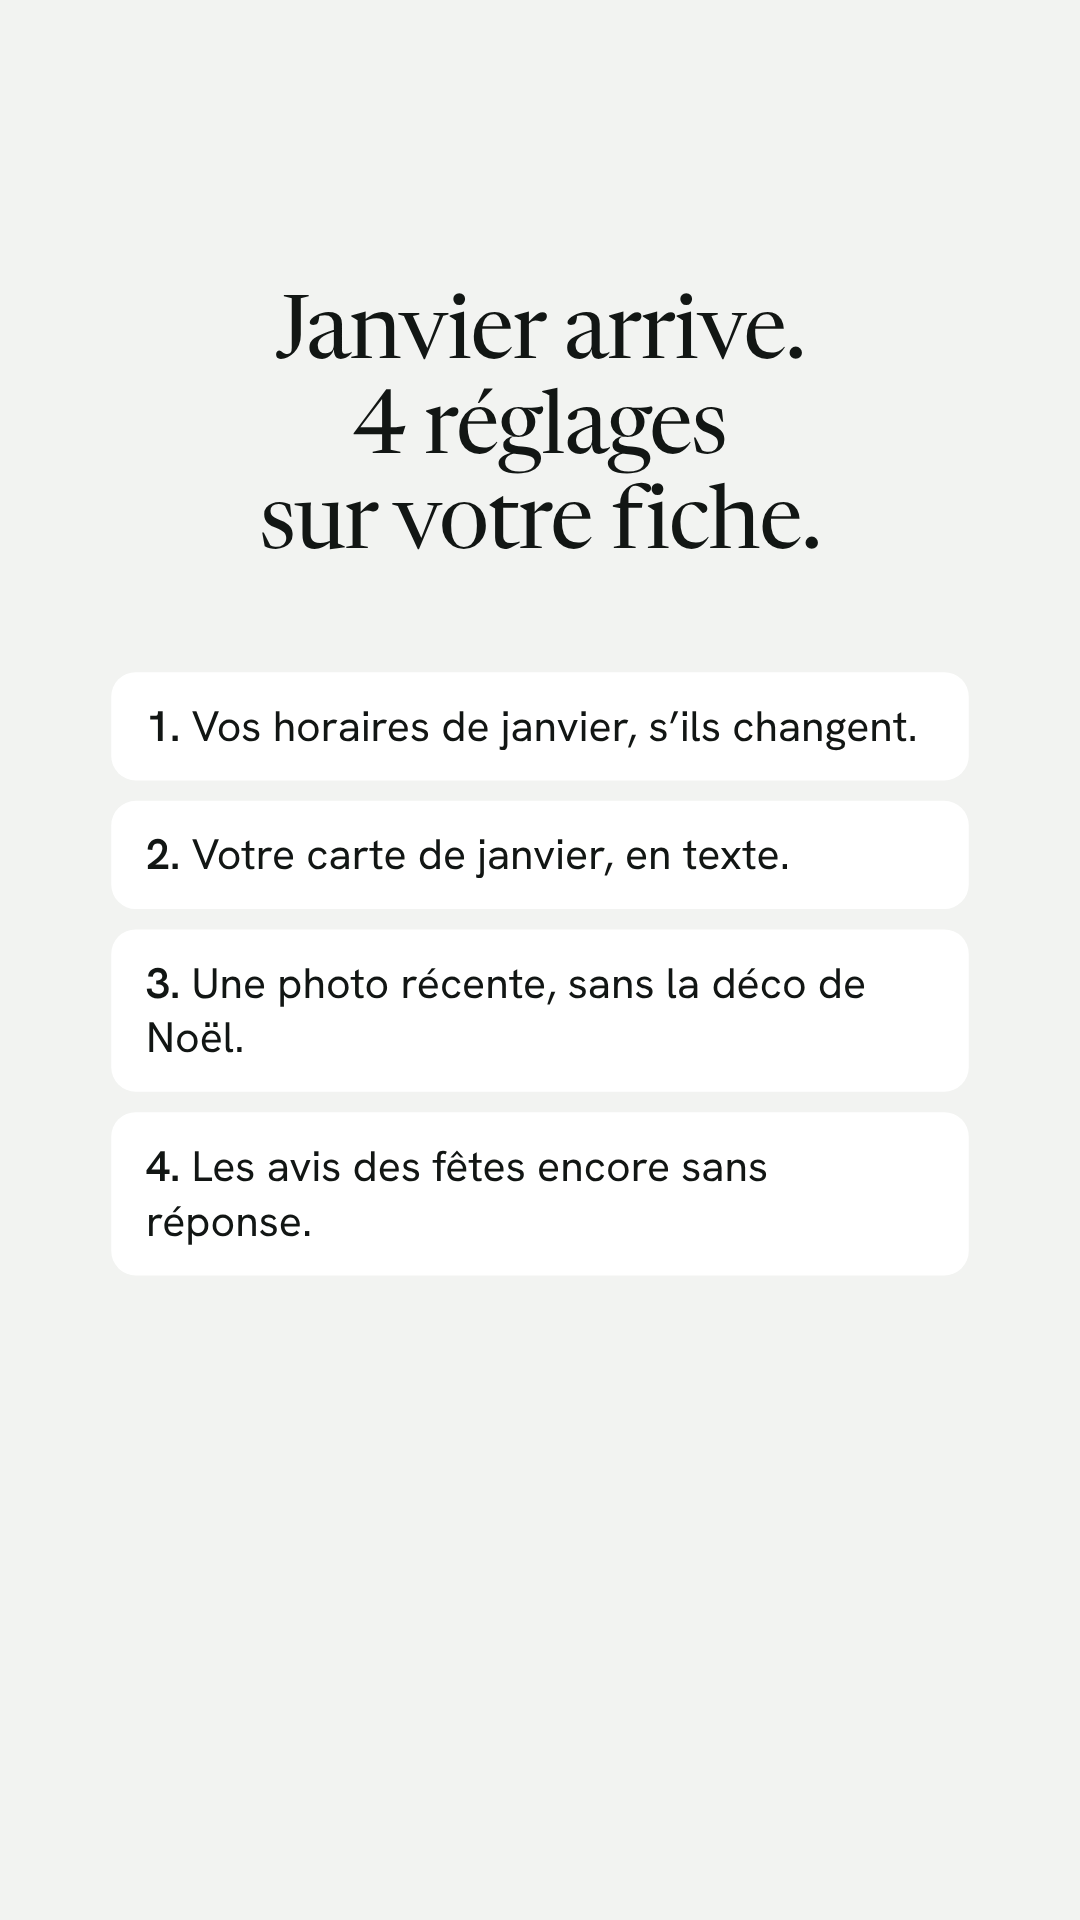 Janvier arrive.
4 réglages
sur votre fiche.
1. Vos horaires de janvier, s’ils changent.
2. Votre carte de janvier, en texte.
3. Une photo récente, sans la déco de
Noël.
4. Les avis des fêtes encore sans
réponse.